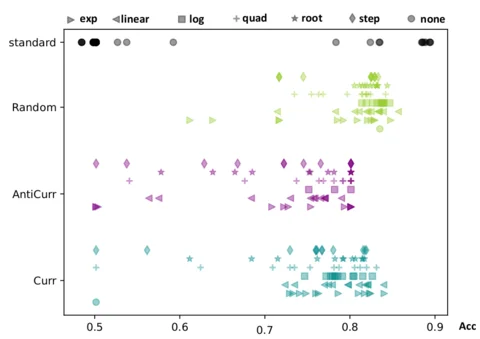 exp linear log quad root step none
standard
Random
AntiCurr
Curr
0.5 0.6 0.7 0.8 0.9 Acc